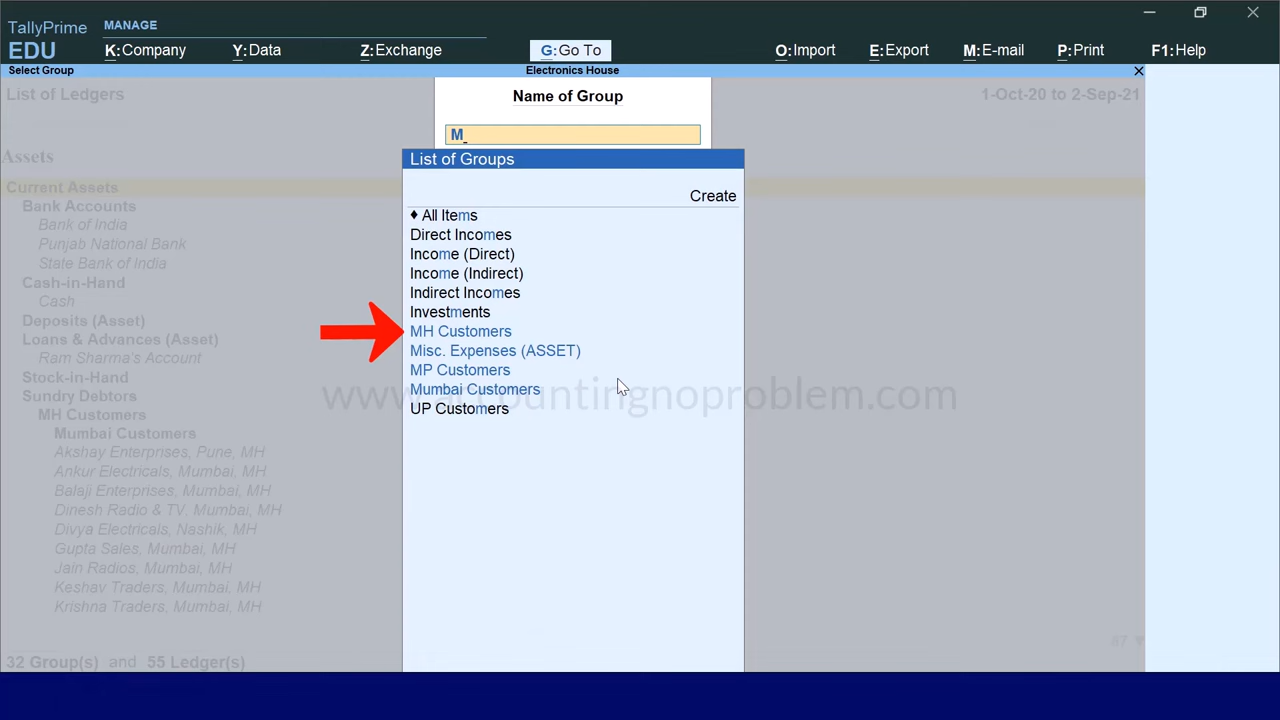 TallyPrime
EDU
MANAGE
K:Company
Y:Data
Z:Exchange
G:Go To
O:Import
E:Export
M:E-mail
P:Print
F1:Help
Select Group
Electronics House
List of Ledgers
1-Oct-20 to 2-Sep-21
Name of Group
M
List of Groups
Create
♦ All Items
Direct Incomes
Income (Direct)
Income (Indirect)
Indirect Incomes
Investments
MH Customers
Misc. Expenses (ASSET)
MP Customers
Mumbai Customers
UP Customers
Assets
Current Assets
Bank Accounts
Bank of India
Punjab National Bank
State Bank of India
Cash-in-Hand
Cash
Deposits (Asset)
Loans & Advances (Asset)
Ram Sharma's Account
Stock-in-Hand
Sundry Debtors
MH Customers
Mumbai Customers
Akshay Enterprises, Pune, MH
Ankur Electricals, Mumbai, MH
Balaji Enterprises, Mumbai, MH
Dinesh Radio & TV, Mumbai, MH
Divya Electricals, Nashik, MH
Gupta Sales, Mumbai, MH
Jain Radios, Mumbai, MH
Keshav Traders, Mumbai, MH
Krishna Traders, Mumbai, MH
32 Group(s) and 55 Ledger(s)
www.accountingnoproblem.com